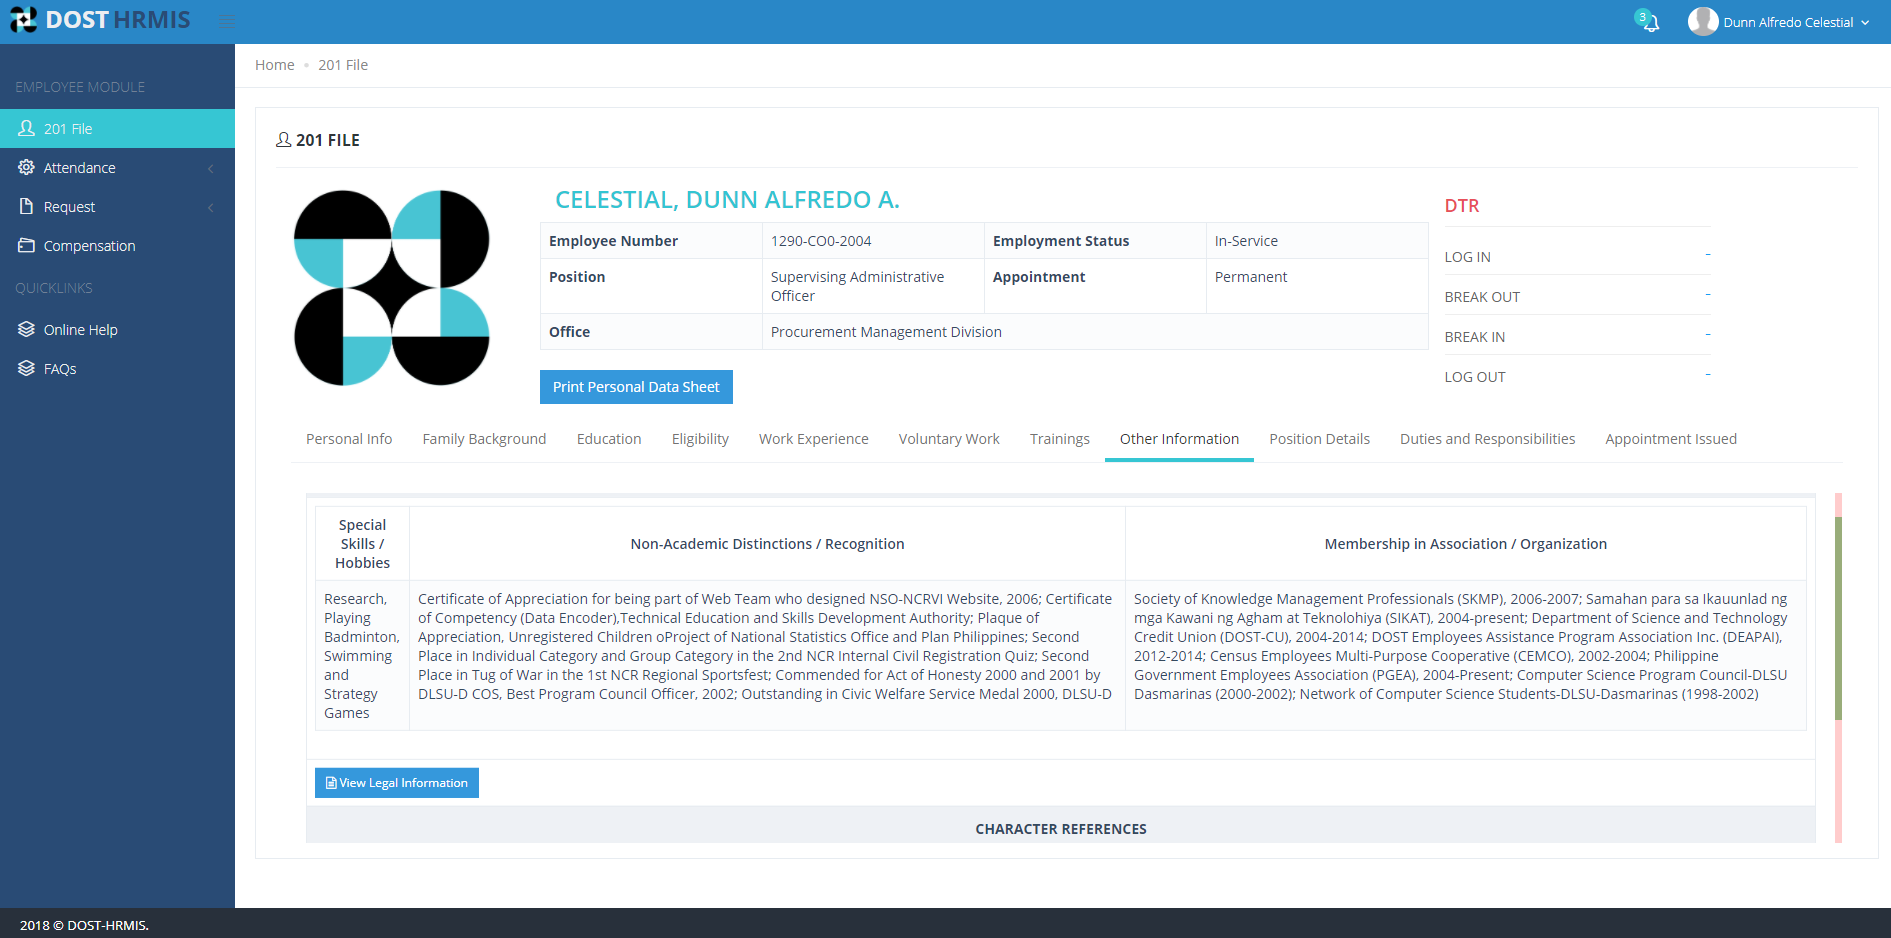 DOST HRMIS
3
Dunn Alfredo Celestial
Home • 201 File
EMPLOYEE MODULE
201 File
Attendance
Request
Compensation
QUICKLINKS
Online Help
FAQs
201 FILE
CELESTIAL, DUNN ALFREDO A.
Employee Number 1290-CO0-2004 Employment Status In-Service
Position Supervising Administrative Appointment Permanent
Officer
Office Procurement Management Division
Print Personal Data Sheet
DTR
LOG IN -
BREAK OUT -
BREAK IN -
LOG OUT -
Personal Info Family Background Education Eligibility Work Experience Voluntary Work Trainings Other Information Position Details Duties and Responsibilities Appointment Issued
Special
Skills /
Hobbies
Non-Academic Distinctions / Recognition
Membership in Association / Organization
Research,
Playing
Badminton,
Swimming
and
Strategy
Games
Certificate of Appreciation for being part of Web Team who designed NSO-NCRVI Website, 2006; Certificate
of Competency (Data Encoder),Technical Education and Skills Development Authority; Plaque of
Appreciation, Unregistered Children oProject of National Statistics Office and Plan Philippines; Second
Place in Individual Category and Group Category in the 2nd NCR Internal Civil Registration Quiz; Second
Place in Tug of War in the 1st NCR Regional Sportsfest; Commended for Act of Honesty 2000 and 2001 by
DLSU-D COS, Best Program Council Officer, 2002; Outstanding in Civic Welfare Service Medal 2000, DLSU-D
Society of Knowledge Management Professionals (SKMP), 2006-2007; Samahan para sa Ikauunlad ng
mga Kawani ng Agham at Teknolohiya (SIKAT), 2004-present; Department of Science and Technology
Credit Union (DOST-CU), 2004-2014; DOST Employees Assistance Program Association Inc. (DEAPAI),
2012-2014; Census Employees Multi-Purpose Cooperative (CEMCO), 2002-2004; Philippine
Government Employees Association (PGEA), 2004-Present; Computer Science Program Council-DLSU
Dasmarinas (2000-2002); Network of Computer Science Students-DLSU-Dasmarinas (1998-2002)
View Legal Information
CHARACTER REFERENCES
2018 © DOST-HRMIS.